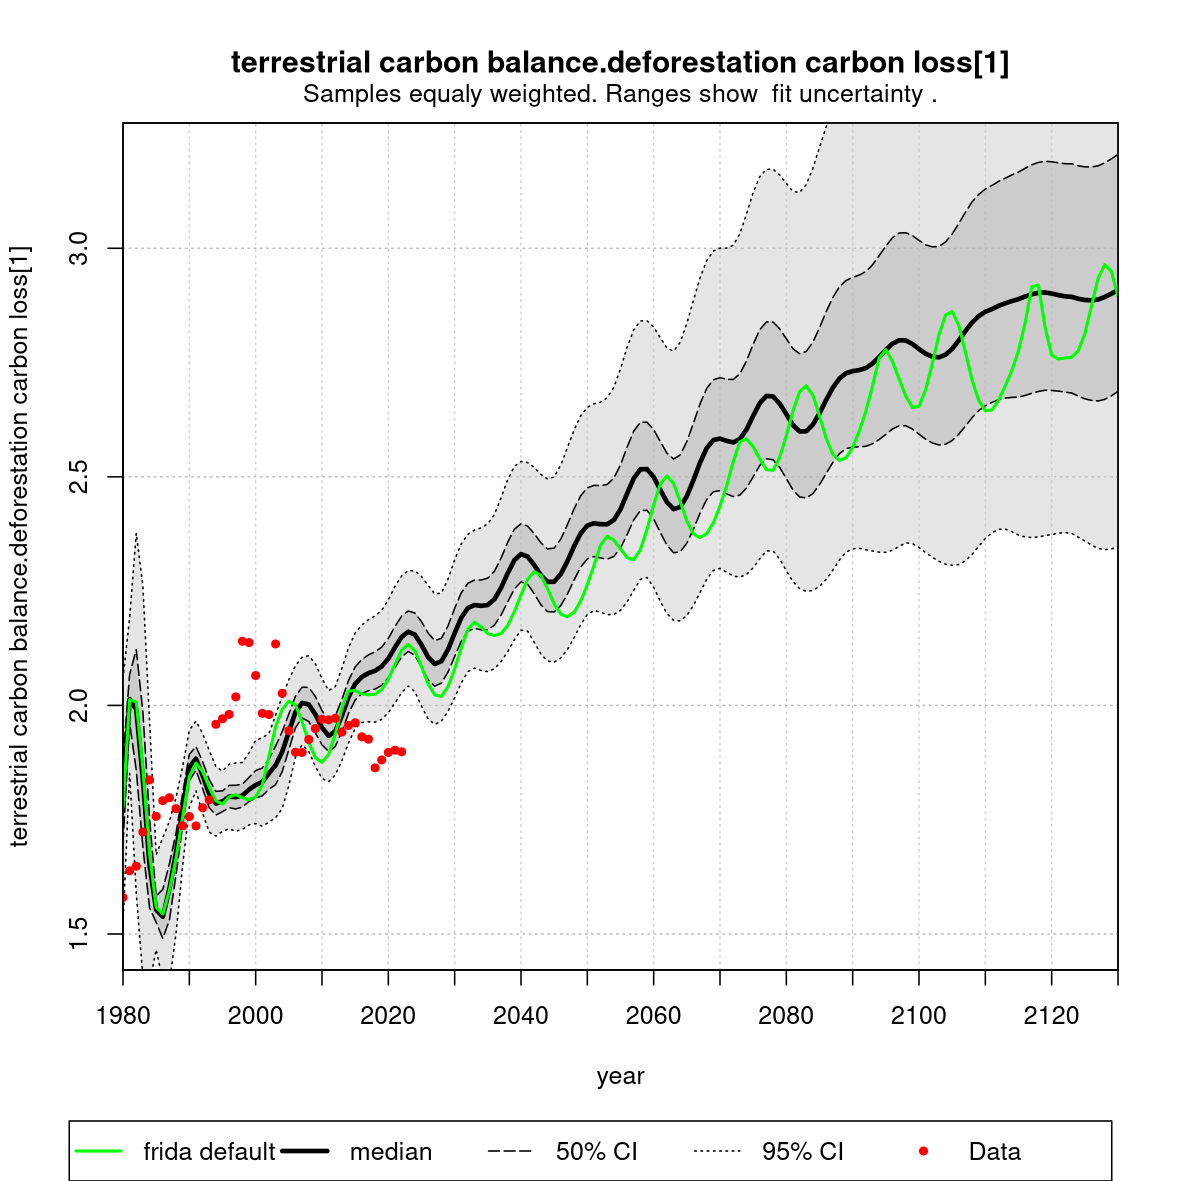 terrestrial carbon balance.deforestation carbon loss[1]
Samples equaly weighted. Ranges show  fit uncertainty .
terrestrial carbon balance.deforestation carbon loss[1]
3.0
2.5
2.0
1.5
1980 2000 2020 2040 2060 2080 2100 2120
year
frida default median 50% CI 95% CI Data